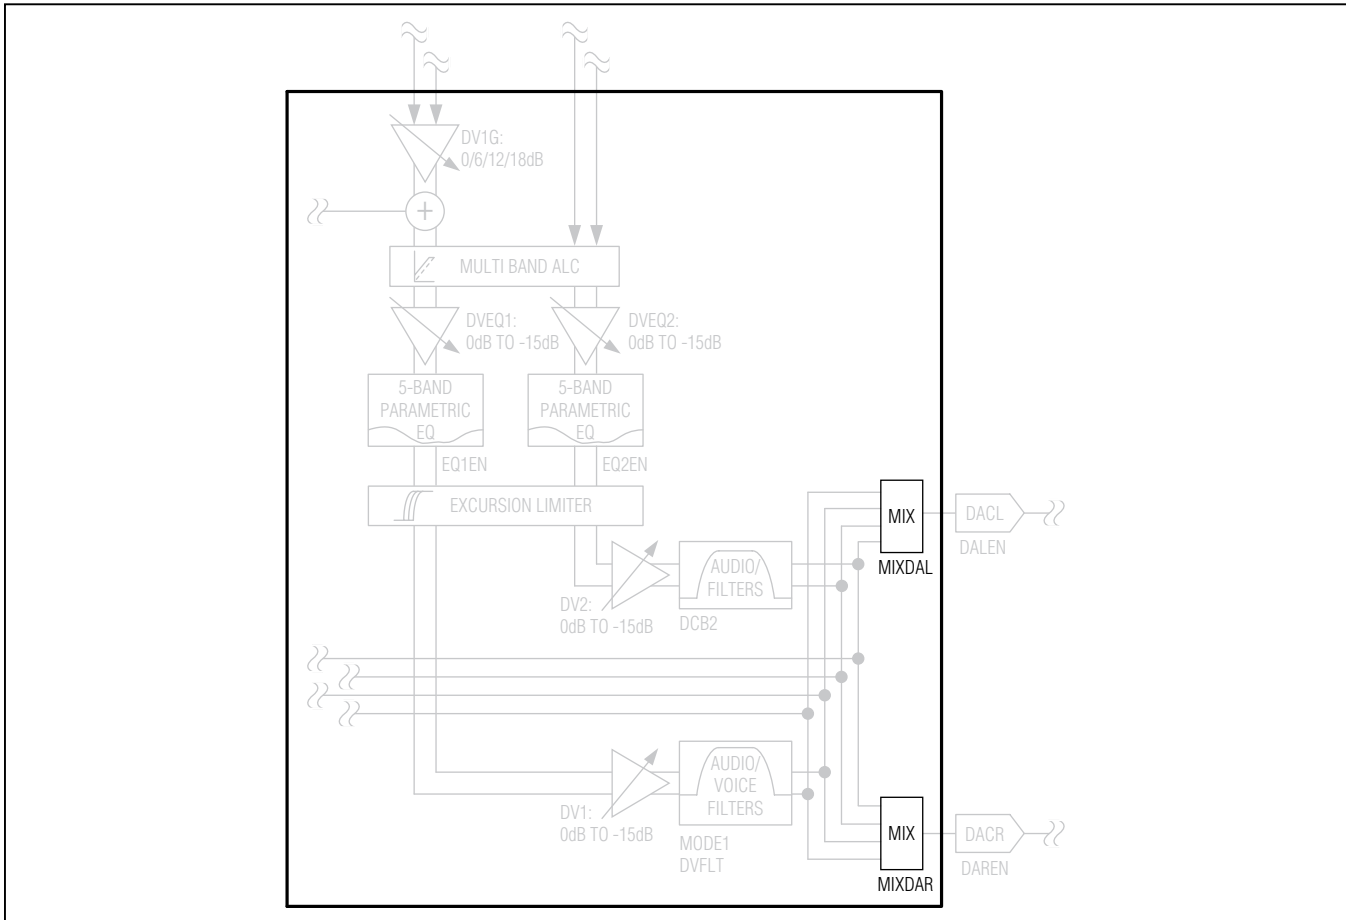 DV1G:
0/6/12/18dB
+
MULTI BAND ALC
DVEQ1:
0dB TO -15dB
DVEQ2:
0dB TO -15dB
5-BAND
PARAMETRIC
EQ
5-BAND
PARAMETRIC
EQ
EQ1EN
EQ2EN
EXCURSION LIMITER
MIX
DACL
DALEN
MIXDAL
AUDIO/
FILTERS
DV2:
0dB TO -15dB
DCB2
AUDIO/
VOICE
FILTERS
DV1:
0dB TO -15dB
MODE1
DVFLT
MIX
DACR
DAREN
MIXDAR